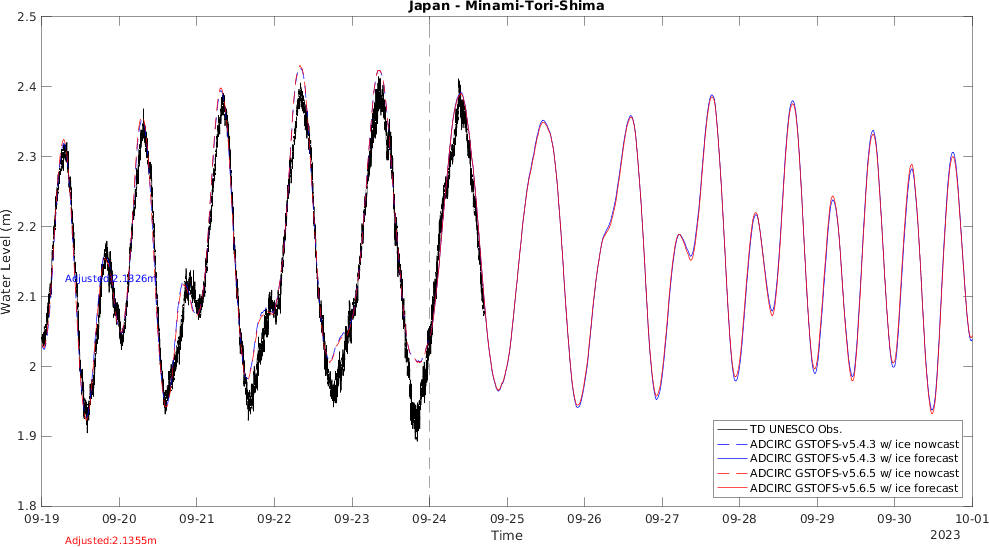 Japan - Minami-Tori-Shima
2.5
2.4
2.3
2.2
2.1
2
1.9
1.8
Water Level (m)
Adjusted:2.1326m
TD UNESCO Obs.
ADCIRC GSTOFS-v5.4.3 w/ ice nowcast
ADCIRC GSTOFS-v5.4.3 w/ ice forecast
ADCIRC GSTOFS-v5.6.5 w/ ice nowcast
ADCIRC GSTOFS-v5.6.5 w/ ice forecast
09-19 09-20 09-21 09-22 09-23 09-24 09-25 09-26 09-27 09-28 09-29 09-30 10-01
Time
2023
Adjusted:2.1355m